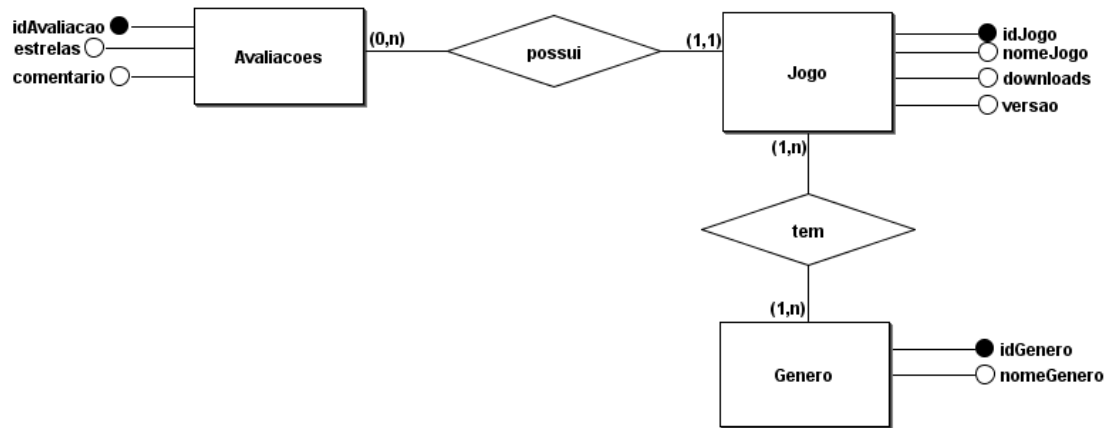 idAvaliacao
estrelas
comentario
Avaliacoes
(0,n)
possui
(1,1)
Jogo
idJogo
nomeJogo
downloads
versao
(1,n)
tem
(1,n)
Genero
idGenero
nomeGenero